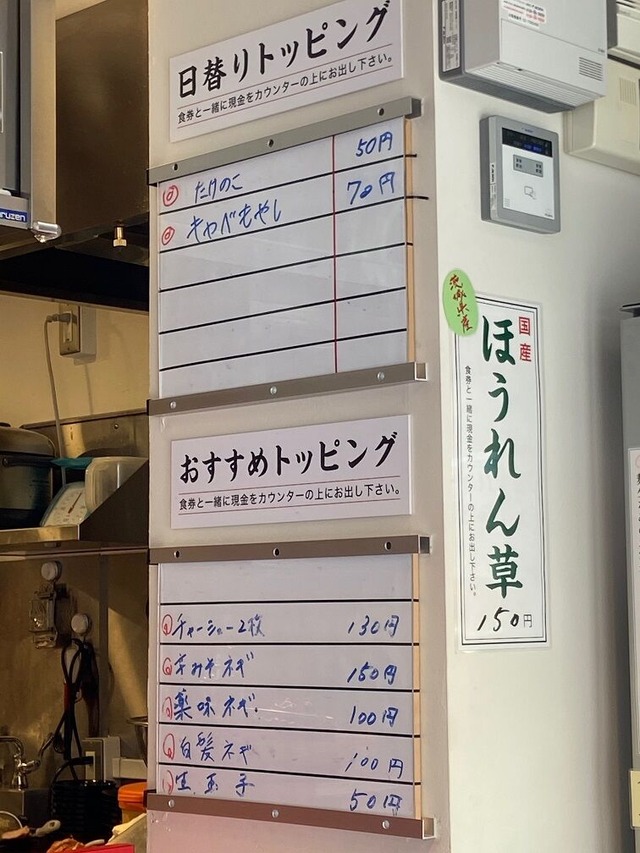 日替りトッピング
食券と一緒に現金をカウンターの上にお出し下さい。
たけのこ 50円
キャベもやし 70円
おすすめトッピング
食券と一緒に現金をカウンターの上にお出し下さい。
チャーシュー2枚 130円
辛みそネギ 150円
薬味ネギ 100円
白髪ネギ 100円
生玉子 50円
茨城県産
国産
ほうれん草
食券と一緒に現金をカウンターの上にお出し下さい。
150円